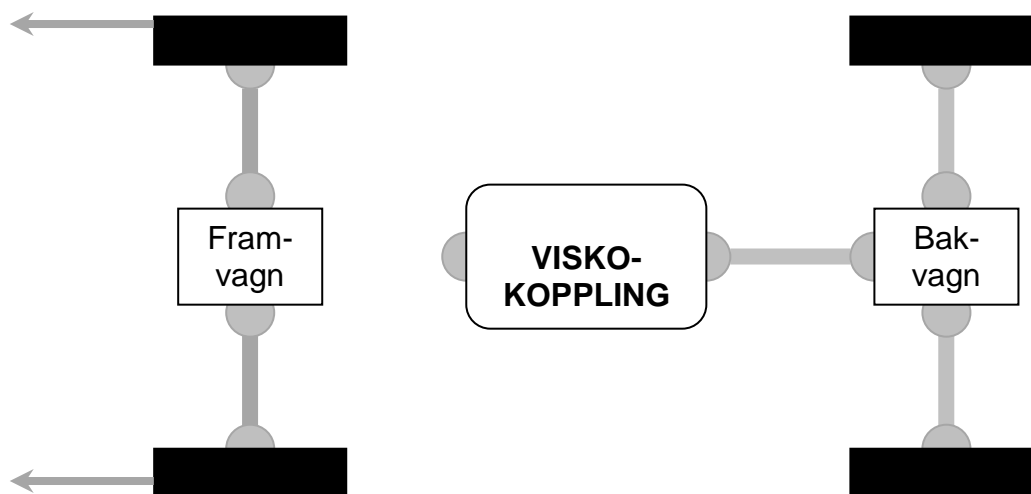 Fram-
vagn
VISKO-
KOPPLING
Bak-
vagn